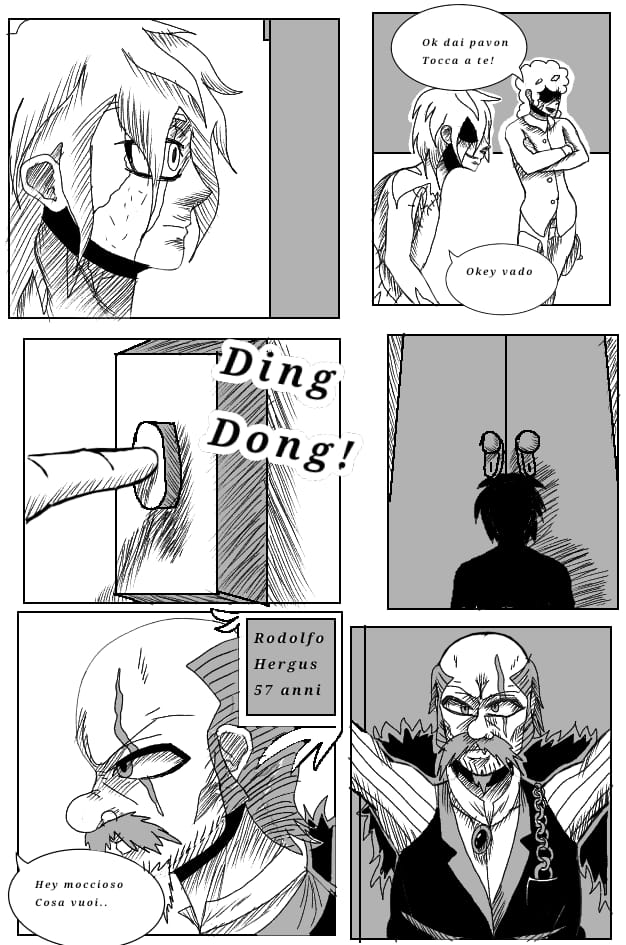 Ok dai pavon
Tocca a te!
Okey vado
Ding
Dong!
Rodolfo
Hergus
57 anni
Hey moccioso
Cosa vuoi..